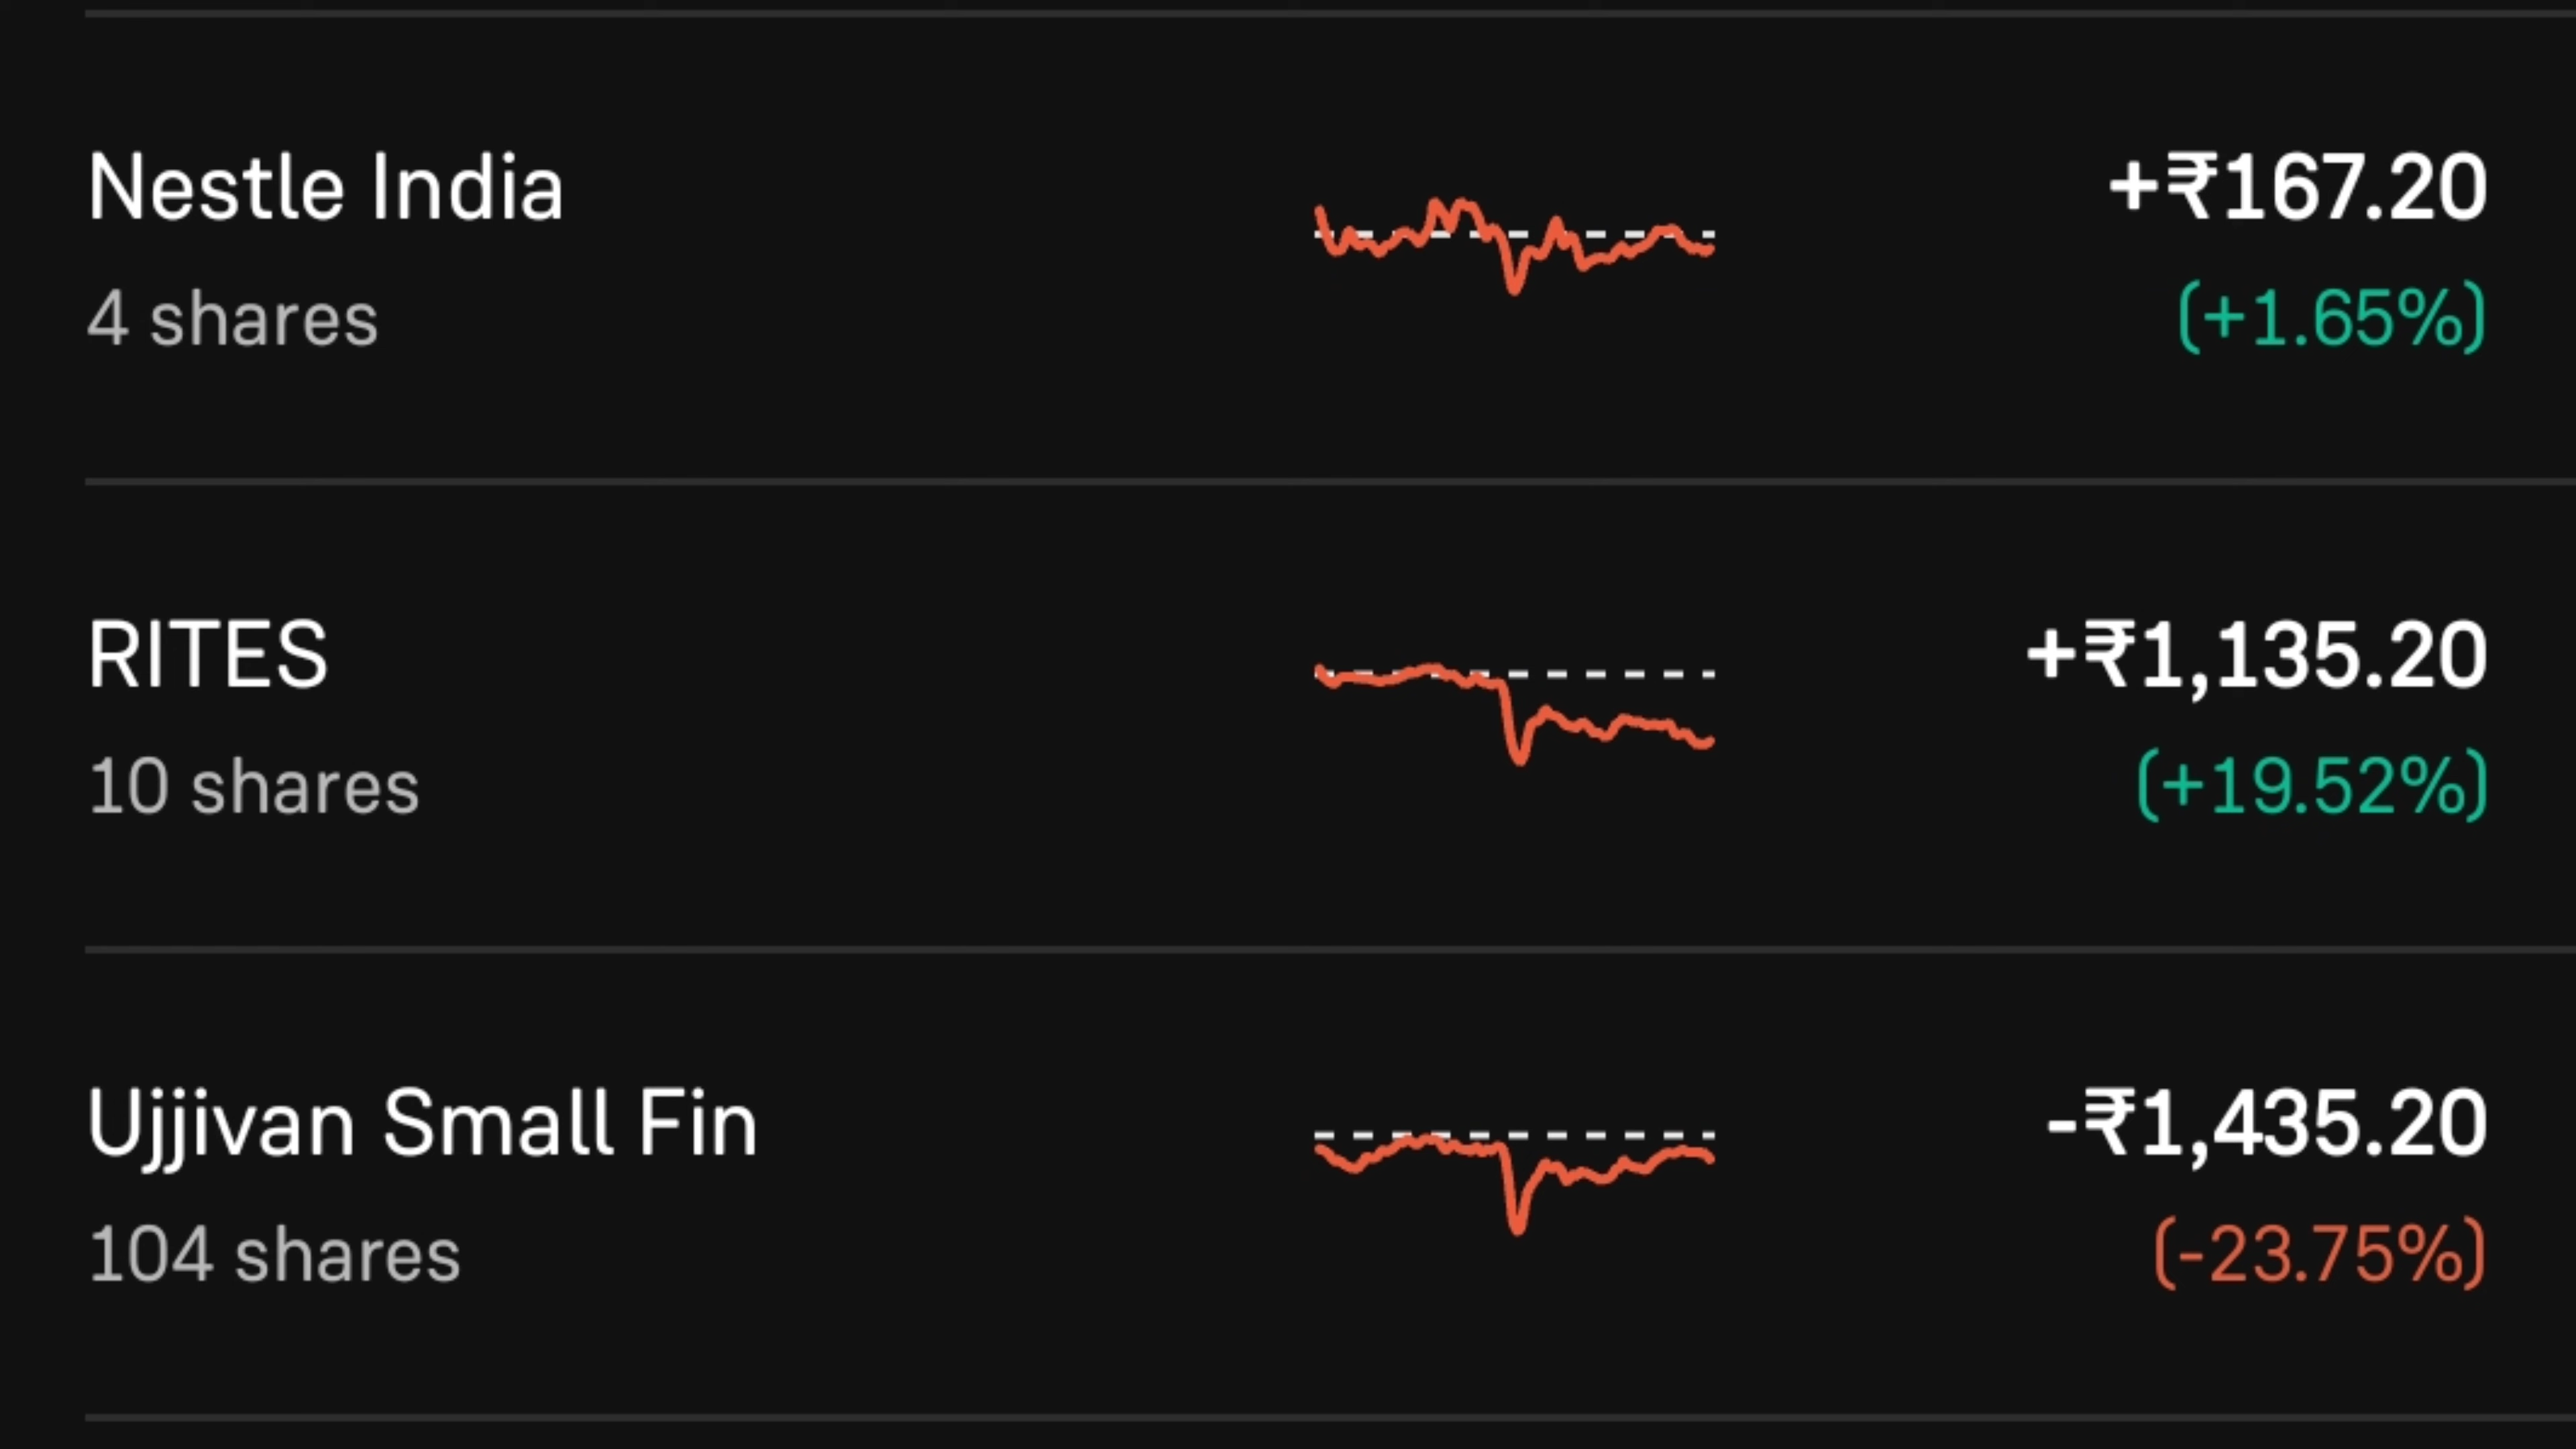 Nestle India
+₹167.20
4 shares
(+1.65%)
RITES
+₹1,135.20
10 shares
(+19.52%)
Ujjivan Small Fin
-₹1,435.20
104 shares
(-23.75%)